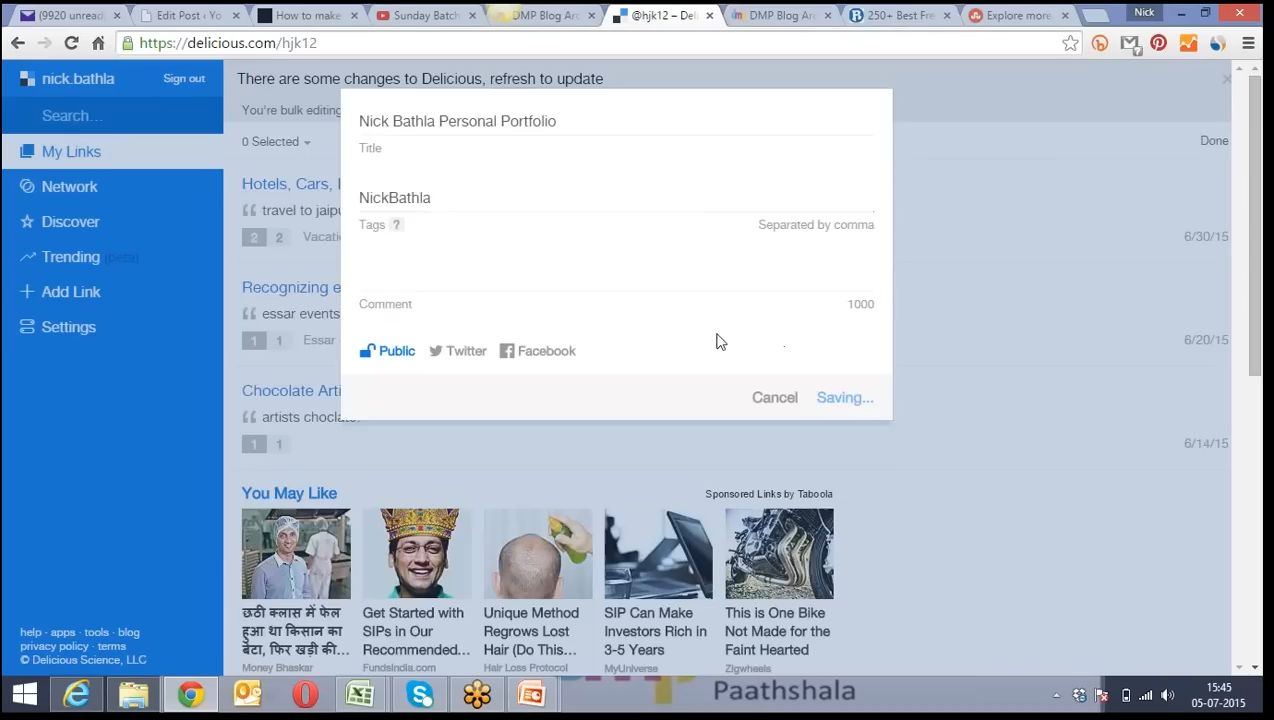 (9920 unread)
Edit Post ‹ Yo
How to make
Sunday Batch
DMP Blog Arc
@hjk12 – Deli
DMP Blog Arc
250+ Best Fre
Explore more
Nick
https://delicious.com/hjk12
nick.bathla
Sign out
There are some changes to Delicious, refresh to update
Search...
You're bulk editing
0 Selected
Done
My Links
Network
Discover
Trending (beta)
Add Link
Settings
Nick Bathla Personal Portfolio
Title
NickBathla
Tags ?
Separated by comma
Comment
1000
Public
Twitter
Facebook
Cancel
Saving...
Hotels, Cars,
travel to jaipu
2 2
Vacati
6/30/15
Recognizing e
essar events
1 1
Essar
6/20/15
Chocolate Arti
artists choclate.
1 1
6/14/15
You May Like
Sponsored Links by Taboola
छठी क्लास में फेल
हुआ था किसान का
बेटा, फिर खड़ी की...
Money Bhaskar
Get Started with
SIPs in Our
Recommended...
FundsIndia.com
Unique Method
Regrows Lost
Hair (Do This...
Hair Loss Protocol
SIP Can Make
Investors Rich in
3-5 Years
MyUniverse
This is One Bike
Not Made for the
Faint Hearted
Zigwheels
help · apps · tools · blog
privacy policy · terms
© Delicious Science, LLC
Paathshala
15:45
05-07-2015